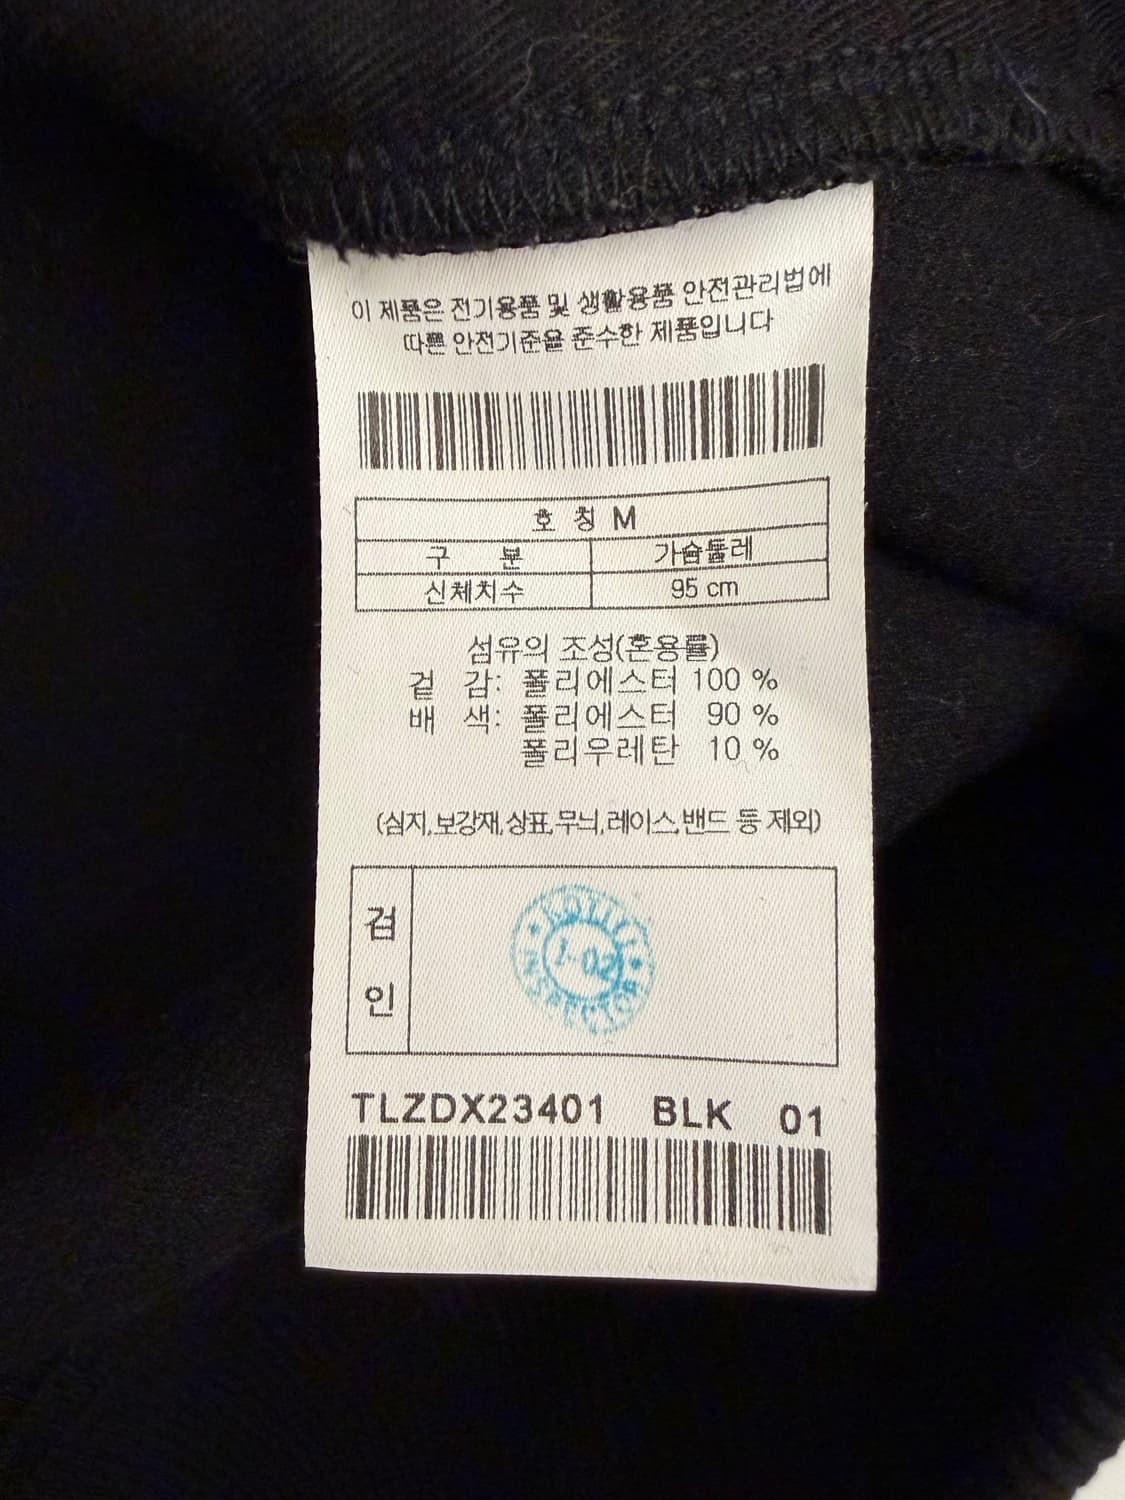 이 제품은 전기용품 및 생활용품 안전관리법에
따른 안전기준을 준수한 제품입니다
호 칭 M
구 분 가슴둘레
신체치수 95 cm
섬유의 조성(혼용률)
겉 감: 폴리에스터 100 %
배 색: 폴리에스터 90 %
폴리우레탄 10 %
(심지,보강재,상표,무늬,레이스,밴드 등 제외)
검
인
1-02
INSPECTOR
TLZDX23401 BLK 01